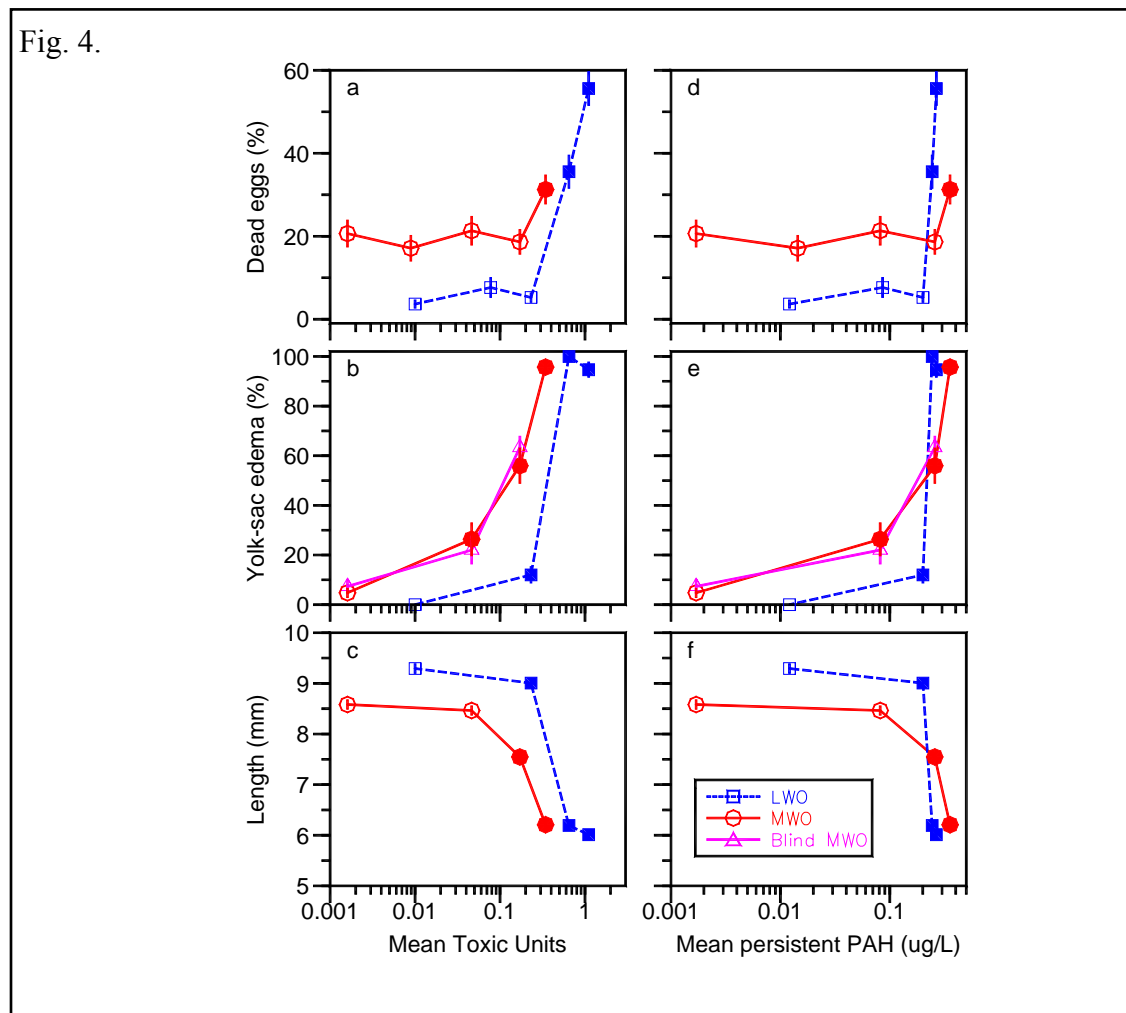 Fig. 4.
a
d
60
40
20
0
Dead eggs (%)
b
e
100
80
60
40
20
0
Yolk-sac edema (%)
c
f
10
9
8
7
6
5
Length (mm)
LWO
MWO
Blind MWO
0.001 0.01 0.1 1
0.001 0.01 0.1
Mean Toxic Units
Mean persistent PAH (ug/L)